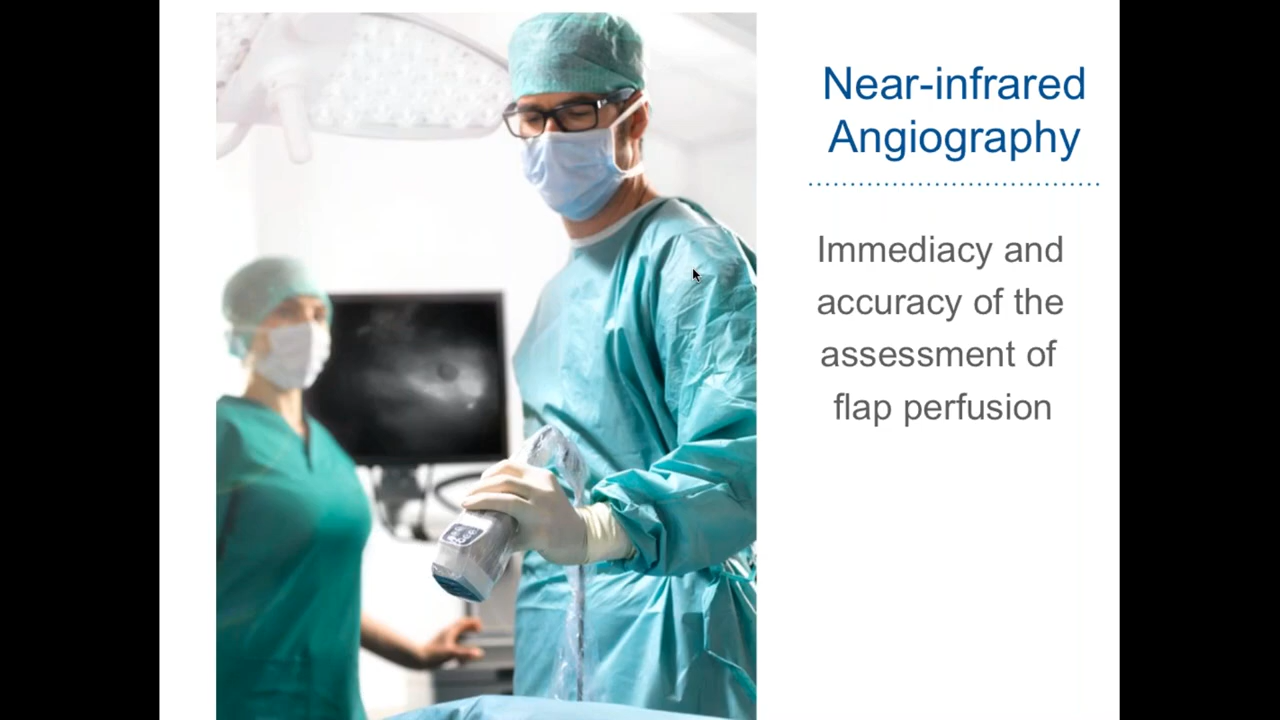 Near-infrared
Angiography
Immediacy and
accuracy of the
assessment of
flap perfusion